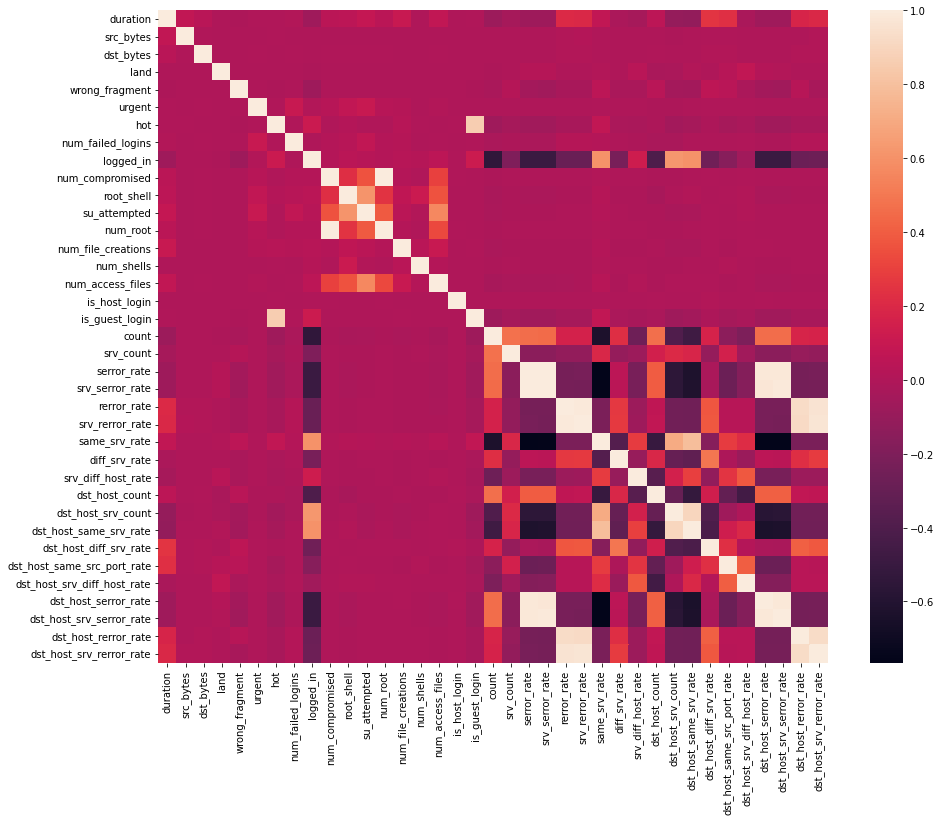 duration
src_bytes
dst_bytes
land
wrong_fragment
urgent
hot
num_failed_logins
logged_in
num_compromised
root_shell
su_attempted
num_root
num_file_creations
num_shells
num_access_files
is_host_login
is_guest_login
count
srv_count
serror_rate
srv_serror_rate
rerror_rate
srv_rerror_rate
same_srv_rate
diff_srv_rate
srv_diff_host_rate
dst_host_count
dst_host_srv_count
dst_host_same_srv_rate
dst_host_diff_srv_rate
dst_host_same_src_port_rate
dst_host_srv_diff_host_rate
dst_host_serror_rate
dst_host_srv_serror_rate
dst_host_rerror_rate
dst_host_srv_rerror_rate
duration
src_bytes
dst_bytes
land
wrong_fragment
urgent
hot
num_failed_logins
logged_in
num_compromised
root_shell
su_attempted
num_root
num_file_creations
num_shells
num_access_files
is_host_login
is_guest_login
count
srv_count
serror_rate
srv_serror_rate
rerror_rate
srv_rerror_rate
same_srv_rate
diff_srv_rate
srv_diff_host_rate
dst_host_count
dst_host_srv_count
dst_host_same_srv_rate
dst_host_diff_srv_rate
dst_host_same_src_port_rate
dst_host_srv_diff_host_rate
dst_host_serror_rate
dst_host_srv_serror_rate
dst_host_rerror_rate
dst_host_srv_rerror_rate
1.0
0.8
0.6
0.4
0.2
0.0
−0.2
−0.4
−0.6